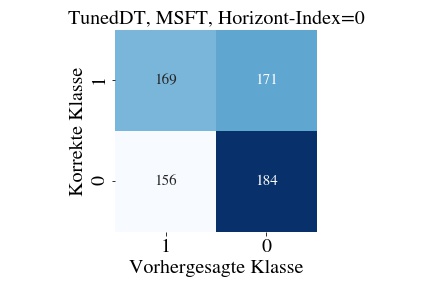 TunedDT, MSFT, Horizont-Index=0
Korrekte Klasse
1
169
171
0
156
184
1
0
Vorhergesagte Klasse